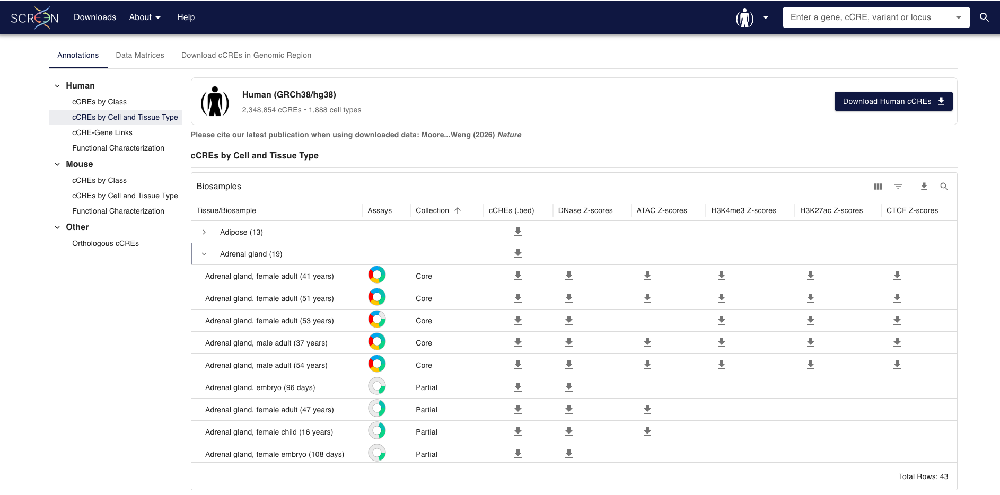 SCREEN Downloads About Help Enter a gene, cCRE, variant or locus
Annotations Data Matrices Download cCREs in Genomic Region
Human
cCREs by Class
cCREs by Cell and Tissue Type
cCRE-Gene Links
Functional Characterization
Mouse
cCREs by Class
cCREs by Cell and Tissue Type
Functional Characterization
Other
Orthologous cCREs
Human (GRCh38/hg38)
2,348,854 cCREs • 1,888 cell types
Download Human cCREs
Please cite our latest publication when using downloaded data: Moore...Weng (2026) Nature
cCREs by Cell and Tissue Type
Biosamples
Tissue/Biosample Assays Collection cCREs (.bed) DNase Z-scores ATAC Z-scores H3K4me3 Z-scores H3K27ac Z-scores CTCF Z-scores
Adipose (13)
Adrenal gland (19)
Adrenal gland, female adult (41 years) Core
Adrenal gland, female adult (51 years) Core
Adrenal gland, female adult (53 years) Core
Adrenal gland, male adult (37 years) Core
Adrenal gland, male adult (54 years) Core
Adrenal gland, embryo (96 days) Partial
Adrenal gland, female adult (47 years) Partial
Adrenal gland, female child (16 years) Partial
Adrenal gland, female embryo (108 days) Partial
Total Rows: 43